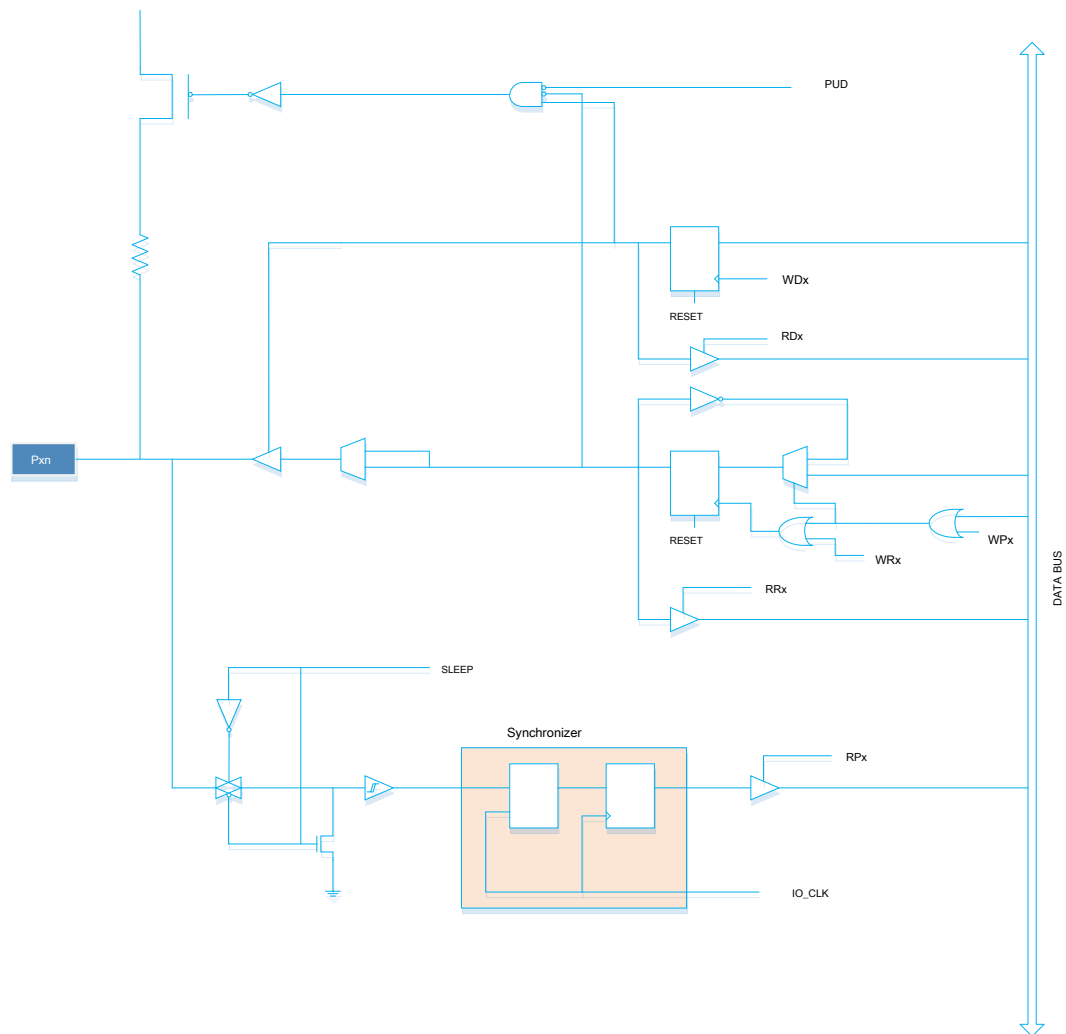 PUD
WDx
RESET
RDx
Pxn
RESET
WPx
WRx
DATA BUS
RRx
SLEEP
Synchronizer
RPx
IO_CLK